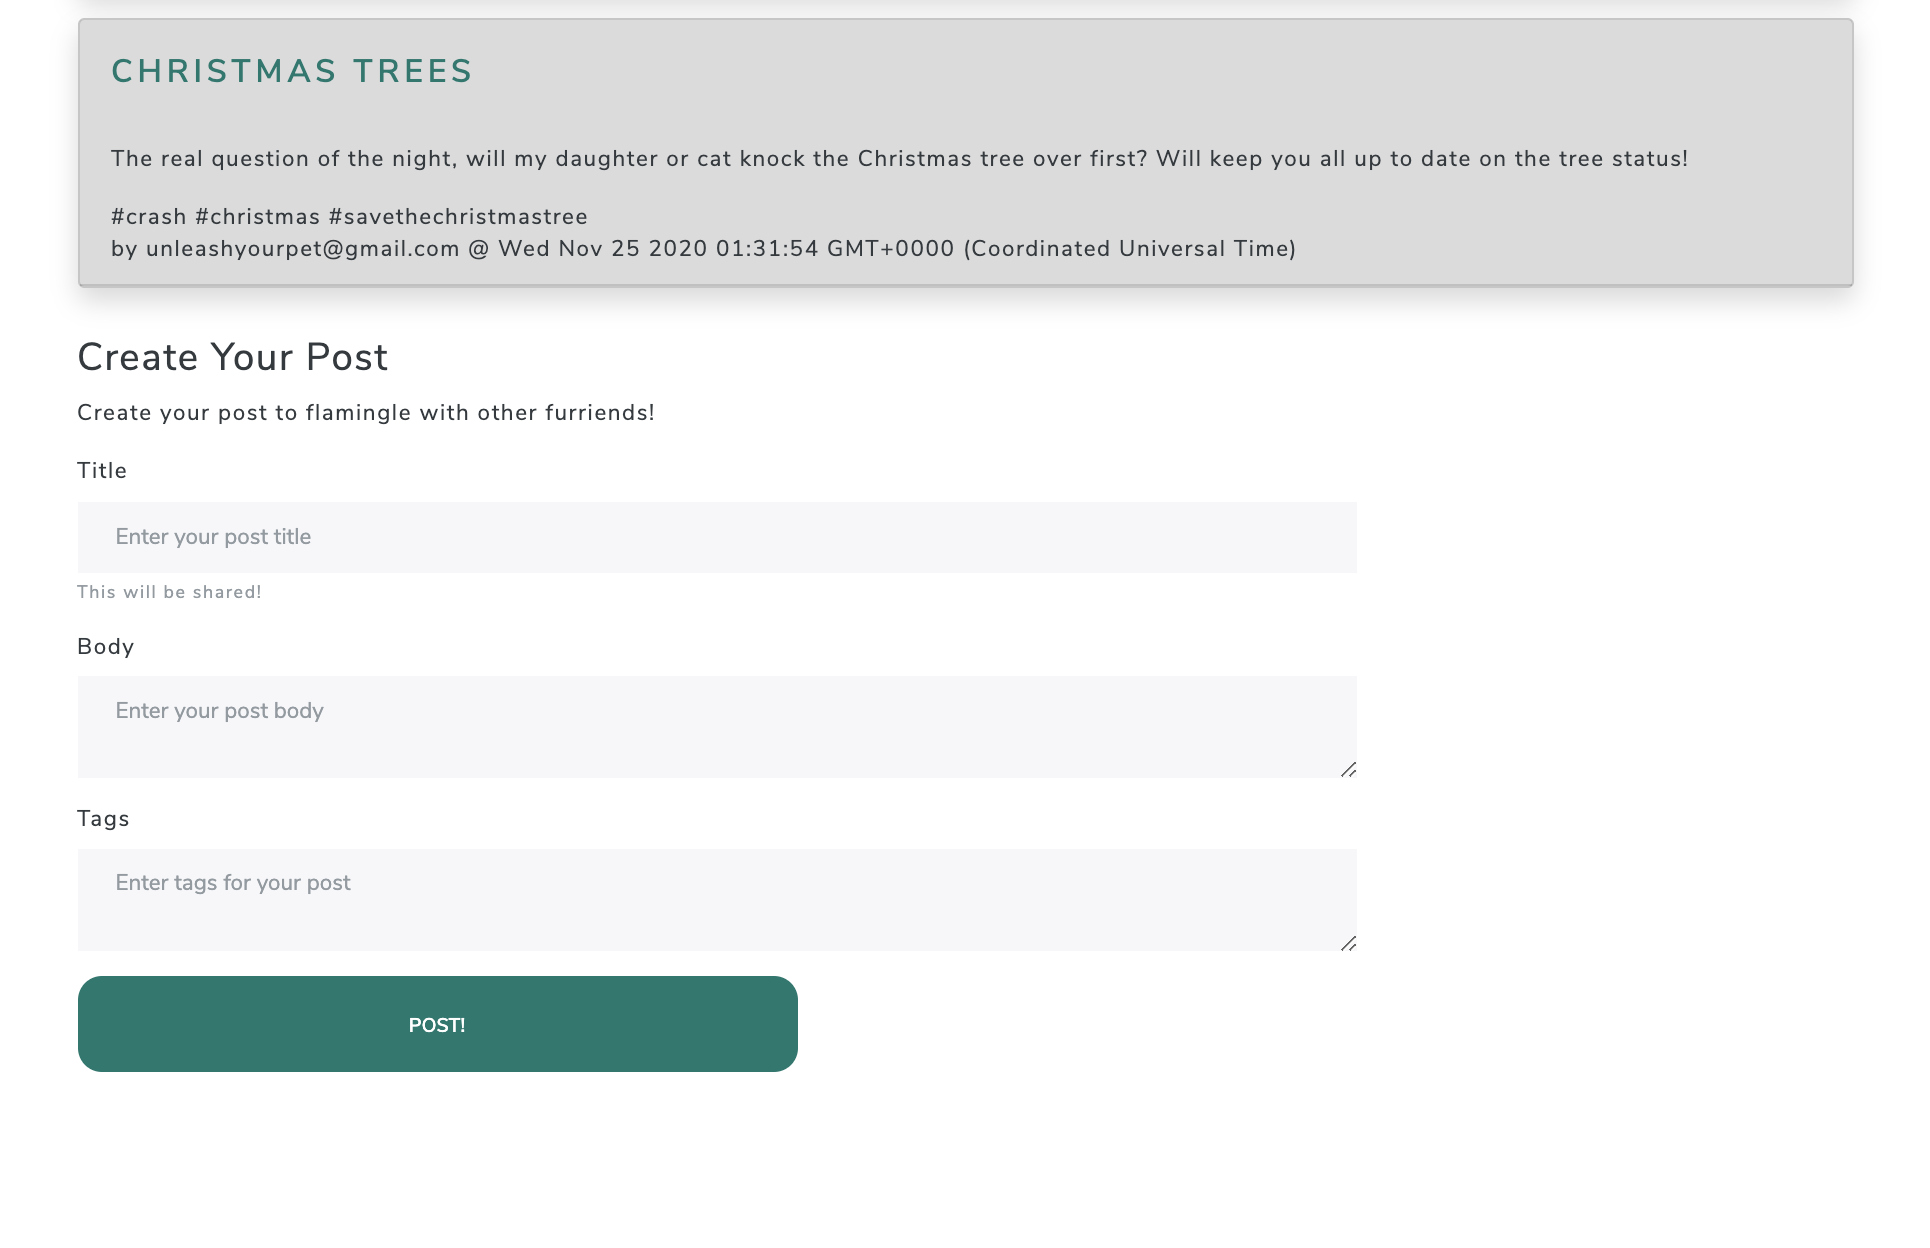 CHRISTMAS TREES
The real question of the night, will my daughter or cat knock the Christmas tree over first? Will keep you all up to date on the tree status!
#crash #christmas #savethechristmastree
by unleashyourpet@gmail.com @ Wed Nov 25 2020 01:31:54 GMT+0000 (Coordinated Universal Time)
Create Your Post
Create your post to flamingle with other furriends!
Title
Enter your post title
This will be shared!
Body
Enter your post body
Tags
Enter tags for your post
POST!